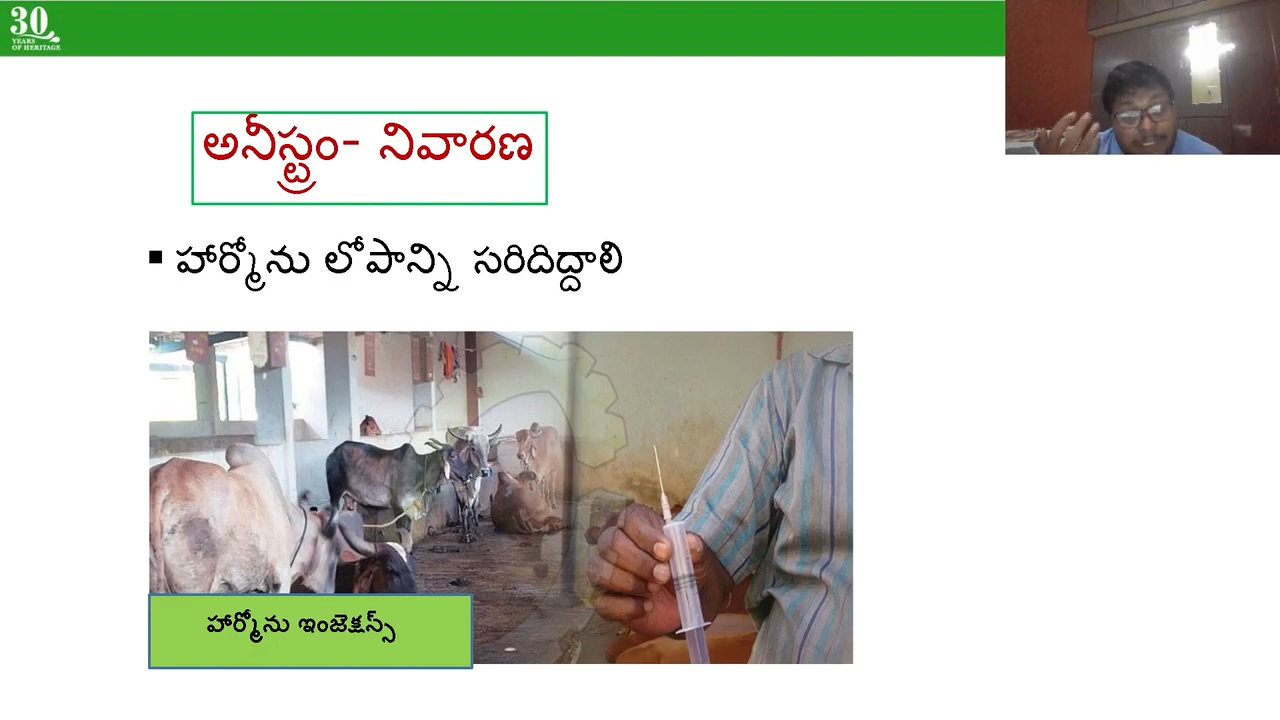 30
YEARS
OF HERITAGE
అనీస్ట్రం- నివారణ
▪ హార్మోను లోపాన్ని సరిదిద్దాలి
హార్మోను ఇంజెక్షన్స్